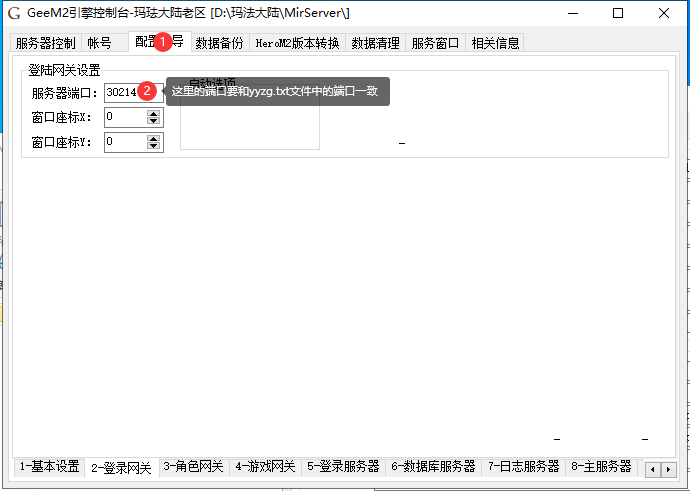 G GeeM2引擎控制台-玛珐大陆老区 [D:\玛法大陆\MirServer\]
服务器控制 帐号 配置 1 导 数据备份 HeroM2版本转换 数据清理 服务窗口 相关信息
登陆网关设置
启动选项
服务器端口: 30214 2 这里的端口要和yyzg.txt文件中的端口一致
窗口座标X: 0
窗口座标Y: 0
1-基本设置 2-登录网关 3-角色网关 4-游戏网关 5-登录服务器 6-数据库服务器 7-日志服务器 8-主服务器